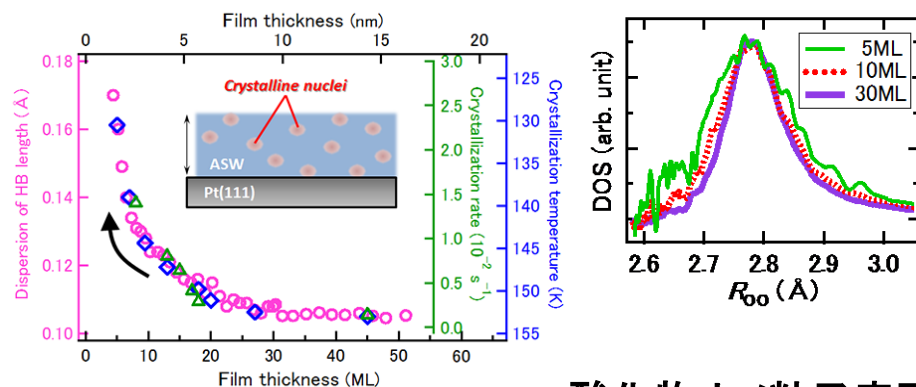 Film thickness (nm)
0 5 10 15 20
0.18
0.16
0.14
0.12
0.10
Dispersion of HB length (Å)
Crystalline nuclei
ASW
Pt(111)
3.0
2.5
2.0
1.5
1.0
0.5
0.0
Crystallization rate (10⁻² s⁻¹)
125
130
135
140
145
150
153
Crystallization temperature (K)
0 10 20 30 40 50 60
Film thickness (ML)
DOS (arb. unit)
5ML
10ML
30ML
2.6 2.7 2.8 2.9 3.0
Roo (Å)